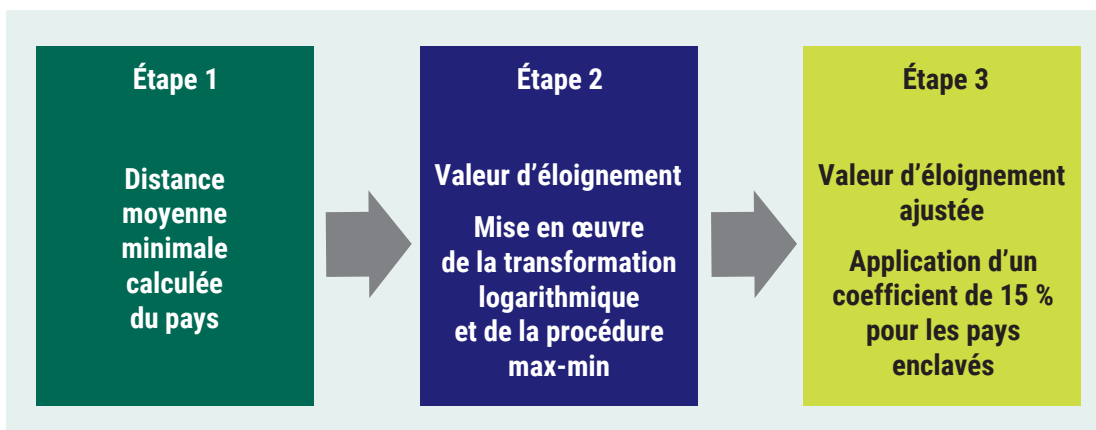 Étape 1
Distance
moyenne
minimale
calculée
du pays
Étape 2
Valeur d’éloignement
Mise en œuvre
de la transformation
logarithmique
et de la procédure
max-min
Étape 3
Valeur d’éloignement
ajustée
Application d’un
coefficient de 15 %
pour les pays
enclavés